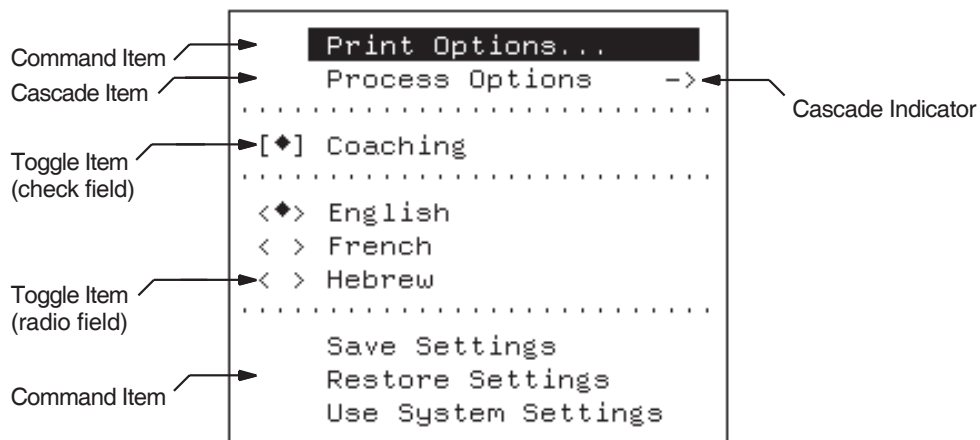 Command Item
Print Options...
Cascade Item
Process Options ->
Cascade Indicator
[◆] Coaching
Toggle Item
(check field)
<◆> English
< > French
< > Hebrew
Toggle Item
(radio field)
Save Settings
Restore Settings
Command Item
Use System Settings